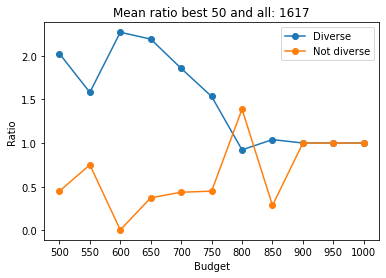 Mean ratio best 50 and all: 1617
Diverse
Not diverse
Ratio
2.0
1.5
1.0
0.5
0.0
500 550 600 650 700 750 800 850 900 950 1000
Budget